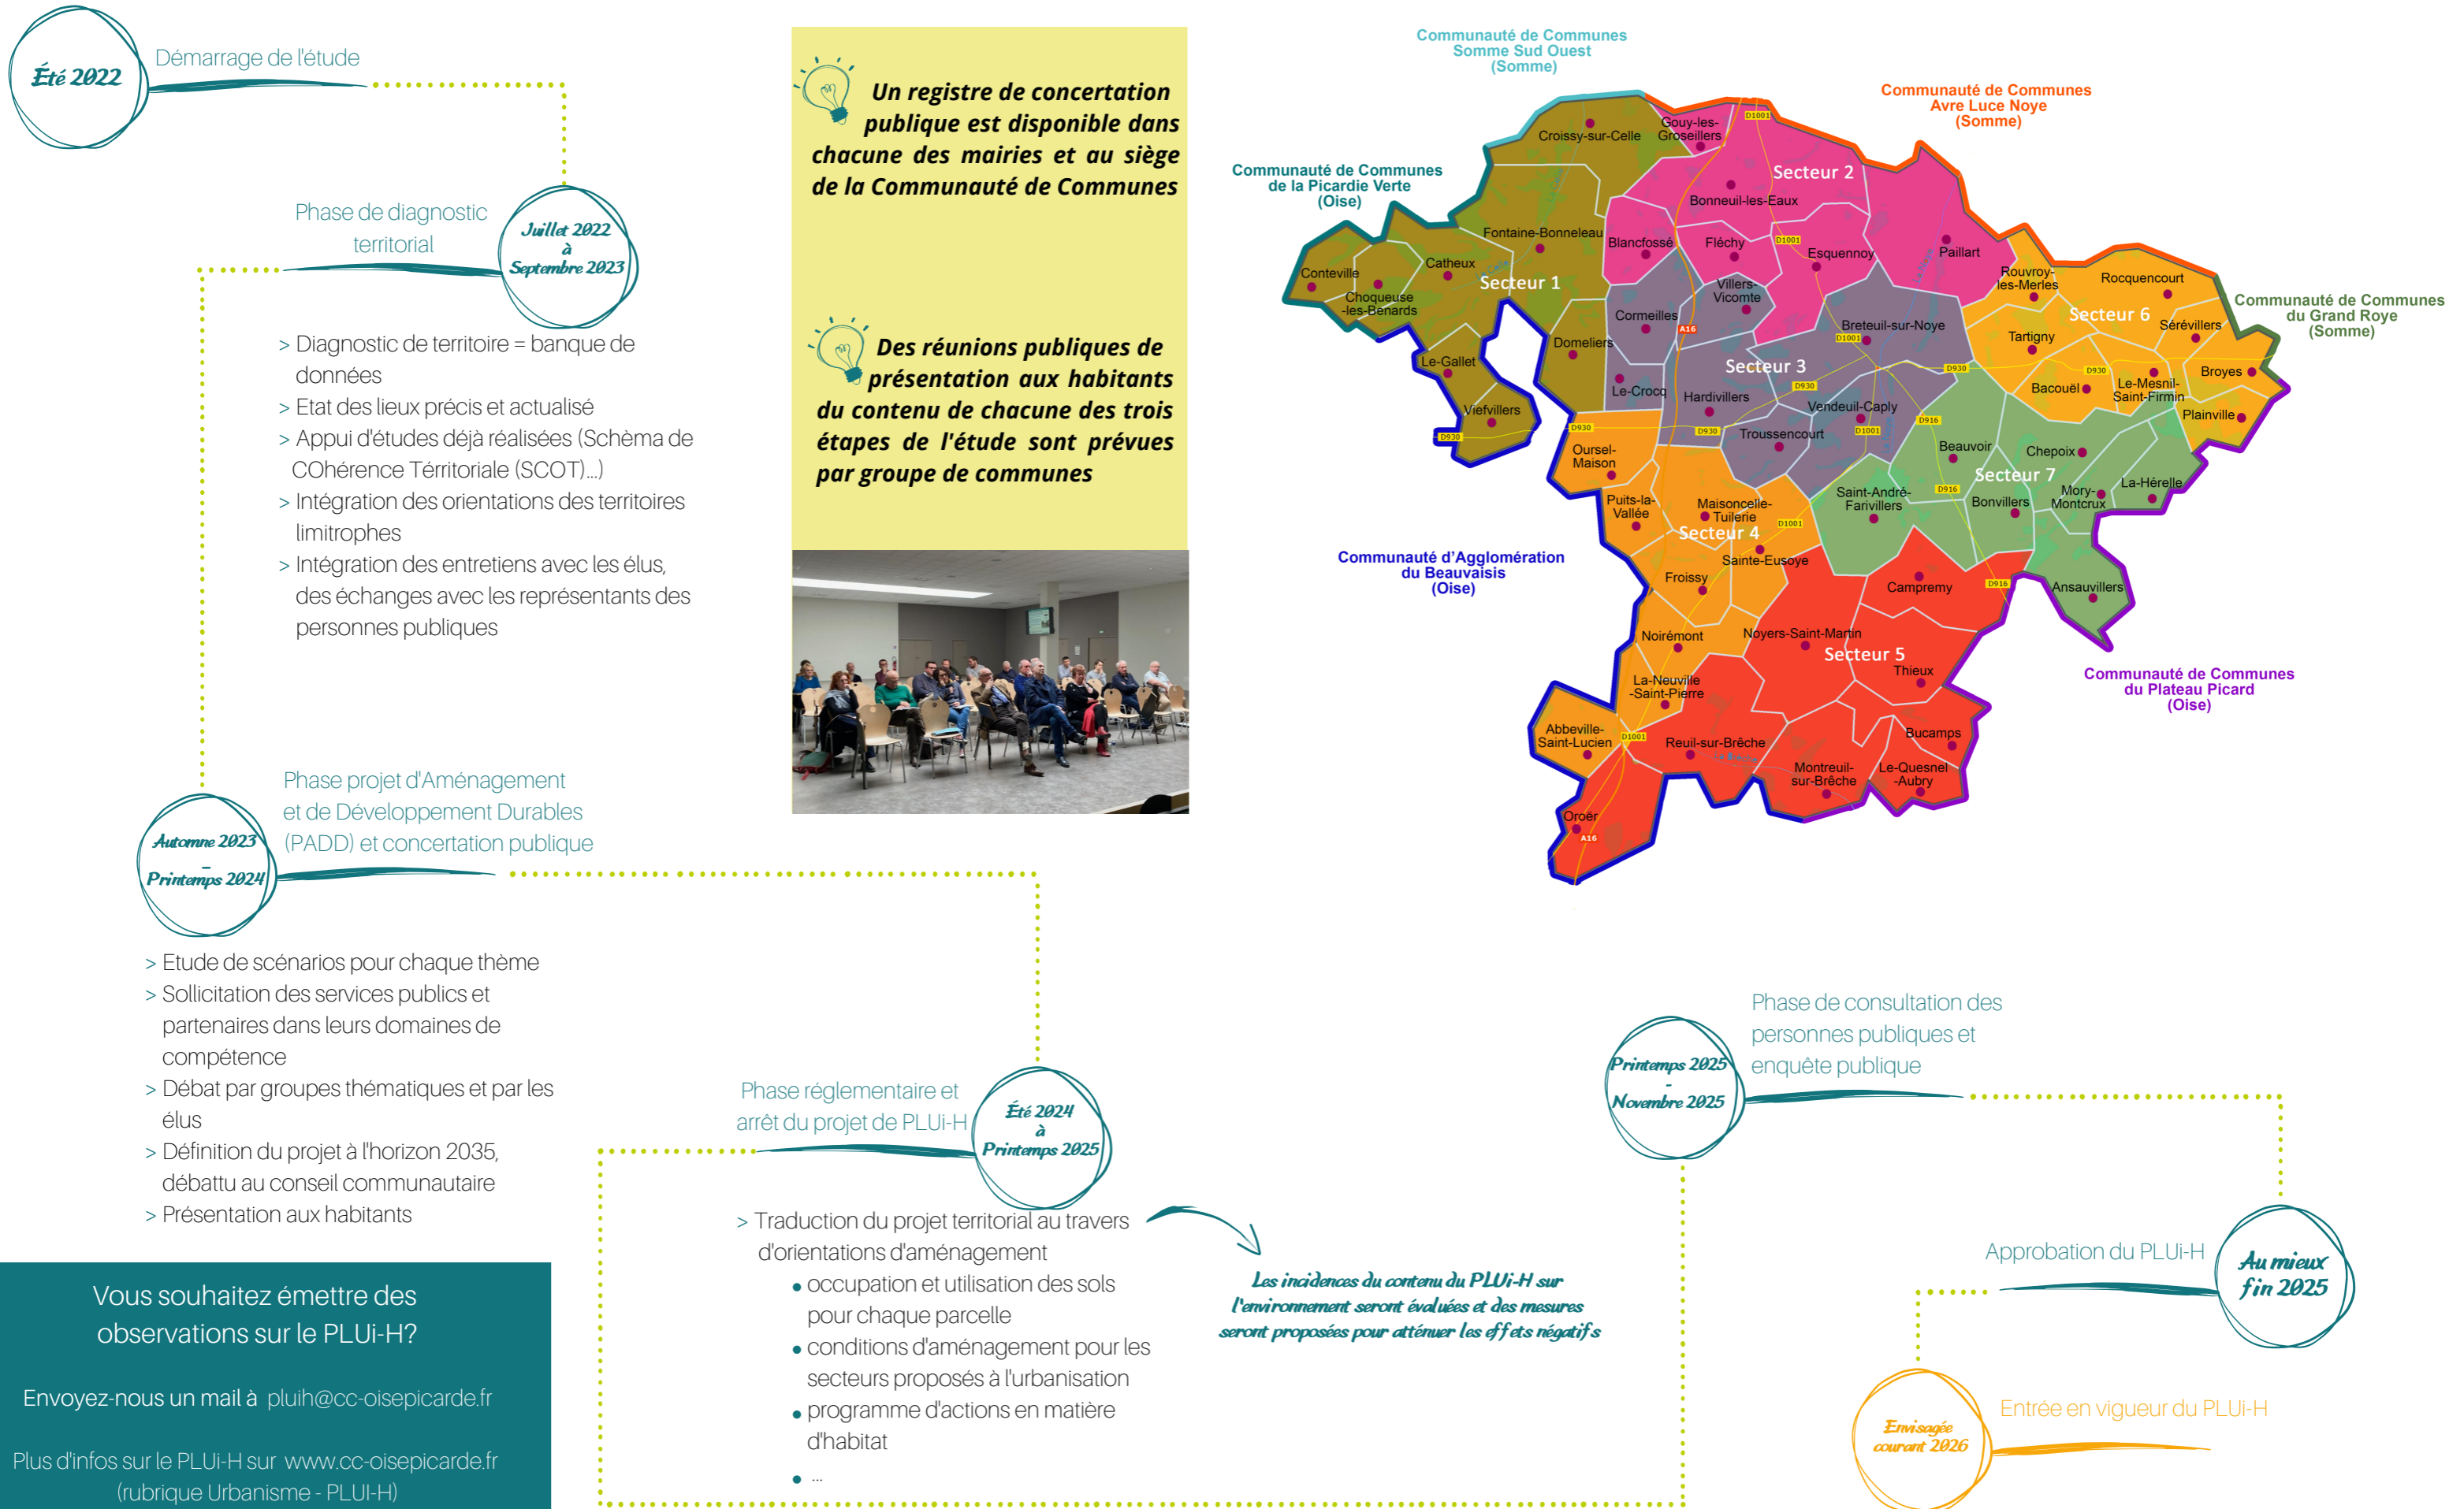 Été 2022
Démarrage de l'étude
Phase de diagnostic
territorial
Juillet 2022
à
Septembre 2023
> Diagnostic de territoire = banque de
données
> Etat des lieux précis et actualisé
> Appui d'études déjà réalisées (Schèma de
COhérence Térritoriale (SCOT)...)
> Intégration des orientations des territoires
limitrophes
> Intégration des entretiens avec les élus,
des échanges avec les représentants des
personnes publiques
Phase projet d'Aménagement
et de Développement Durables
(PADD) et concertation publique
Automne 2023
–
Printemps 2024
> Etude de scénarios pour chaque thème
> Sollicitation des services publics et
partenaires dans leurs domaines de
compétence
> Débat par groupes thématiques et par les
élus
> Définition du projet à l'horizon 2035,
débattu au conseil communautaire
> Présentation aux habitants
Vous souhaitez émettre des
observations sur le PLUi-H?
Envoyez-nous un mail à pluih@cc-oisepicarde.fr
Plus d'infos sur le PLUi-H sur www.cc-oisepicarde.fr
(rubrique Urbanisme - PLUI-H)
Un registre de concertation
publique est disponible dans
chacune des mairies et au siège
de la Communauté de Communes
Des réunions publiques de
présentation aux habitants
du contenu de chacune des trois
étapes de l'étude sont prévues
par groupe de communes
Phase réglementaire et
arrêt du projet de PLUi-H
Été 2024
à
Printemps 2025
> Traduction du projet territorial au travers
d'orientations d'aménagement
• occupation et utilisation des sols
pour chaque parcelle
• conditions d'aménagement pour les
secteurs proposés à l'urbanisation
• programme d'actions en matière
d'habitat
• ...
Les incidences du contenu du PLUi-H sur
l'environnement seront évaluées et des mesures
seront proposées pour atténuer les effets négatifs
Printemps 2025
-
Novembre 2025
Phase de consultation des
personnes publiques et
enquête publique
Approbation du PLUi-H
Au mieux
fin 2025
Envisagée
courant 2026
Entrée en vigueur du PLUi-H
Communauté de Communes
Somme Sud Ouest
(Somme)
Communauté de Communes
Avre Luce Noye
(Somme)
Communauté de Communes
de la Picardie Verte
(Oise)
Communauté de Communes
du Grand Roye
(Somme)
Communauté d'Agglomération
du Beauvaisis
(Oise)
Communauté de Communes
du Plateau Picard
(Oise)
Secteur 1
Croissy-sur-Celle
Fontaine-Bonneleau
Catheux
Conteville
Choqueuse
-les-Benards
Domeliers
Le-Gallet
Viefvillers
D930
Secteur 2
Gouy-les-
Groseillers
D1001
Bonneuil-les-Eaux
Blancfossé
Fléchy
D1001
Esquennoy
Paillart
Secteur 3
Villers-
Vicomte
Cormeilles
A16
Breteuil-sur-Noye
D1001
Le-Crocq
Hardivillers
D930
D930
Vendeuil-Caply
D930
Troussencourt
D1001
D916
Secteur 4
D930
Oursel-
Maison
Puits-la-
Vallée
Maisoncelle-
Tuilerie
D1001
Sainte-Eusoye
Froissy
Noirémont
La-Neuville
-Saint-Pierre
Abbeville-
Saint-Lucien
D1001
Secteur 5
Campremy
D916
Noyers-Saint-Martin
Thieux
Bucamps
Reuil-sur-Brêche
Montreuil-
sur-Brêche
Le-Quesnel
-Aubry
Oroër
A16
Secteur 6
Rouvroy-
les-Merles
Rocquencourt
Sérévillers
Tartigny
D930
Bacouël
Le-Mesnil-
Saint-Firmin
Broyes
Plainville
Secteur 7
Beauvoir
Chepoix
D916
Saint-André-
Farivillers
Bonvillers
Mory-
Montcrux
La-Hérelle
Ansauvillers